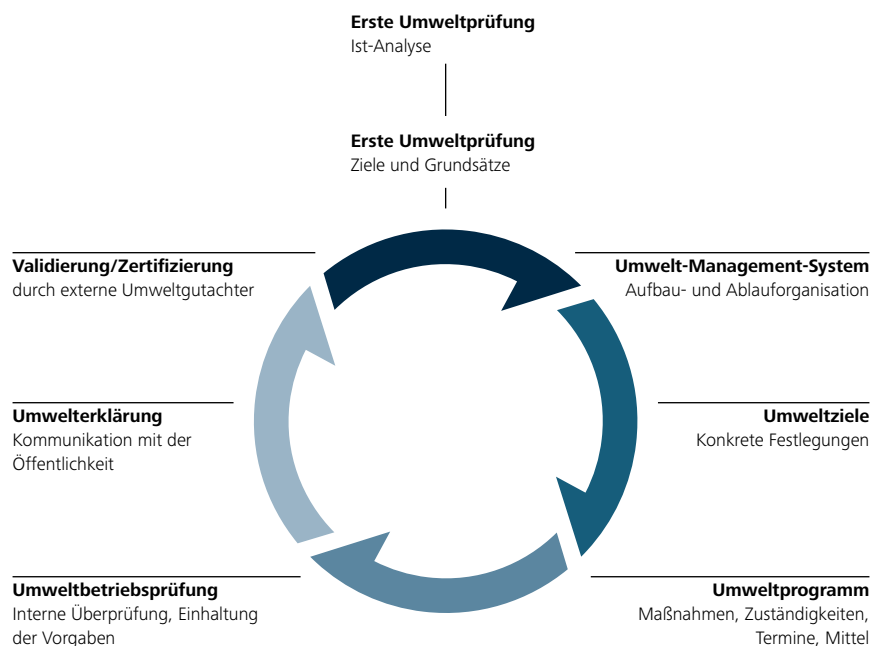 Erste Umweltprüfung
Ist-Analyse
Erste Umweltprüfung
Ziele und Grundsätze
Validierung/Zertifizierung
durch externe Umweltgutachter
Umwelt-Management-System
Aufbau- und Ablauforganisation
Umwelterklärung
Kommunikation mit der
Öffentlichkeit
Umweltziele
Konkrete Festlegungen
Umweltbetriebsprüfung
Interne Überprüfung, Einhaltung
der Vorgaben
Umweltprogramm
Maßnahmen, Zuständigkeiten,
Termine, Mittel